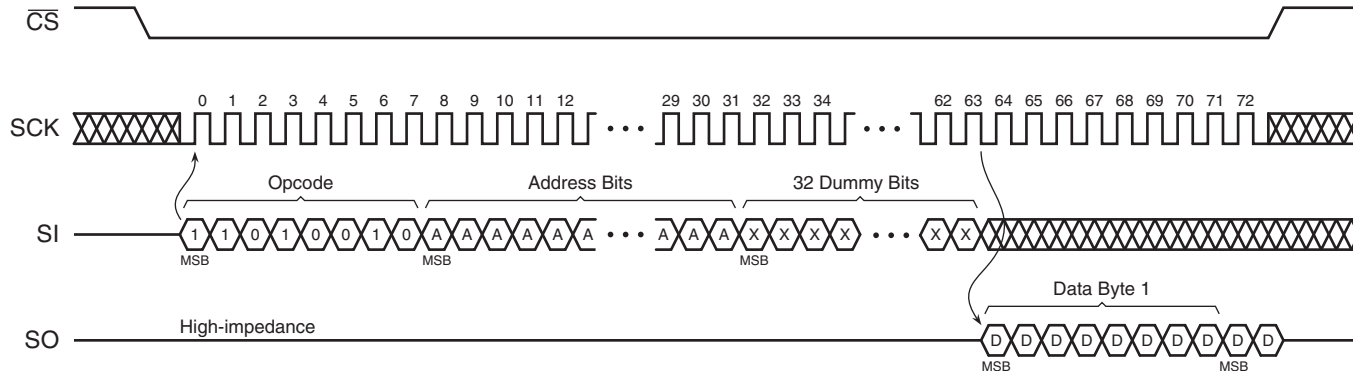 CS
0 1 2 3 4 5 6 7 8 9 10 11 12 29 30 31 32 33 34 62 63 64 65 66 67 68 69 70 71 72
SCK
Opcode Address Bits 32 Dummy Bits
SI 1 1 0 1 0 0 1 0 A A A A A A A A A X X X X X X
MSB MSB MSB
Data Byte 1
High-impedance
SO D D D D D D D D D D
MSB MSB